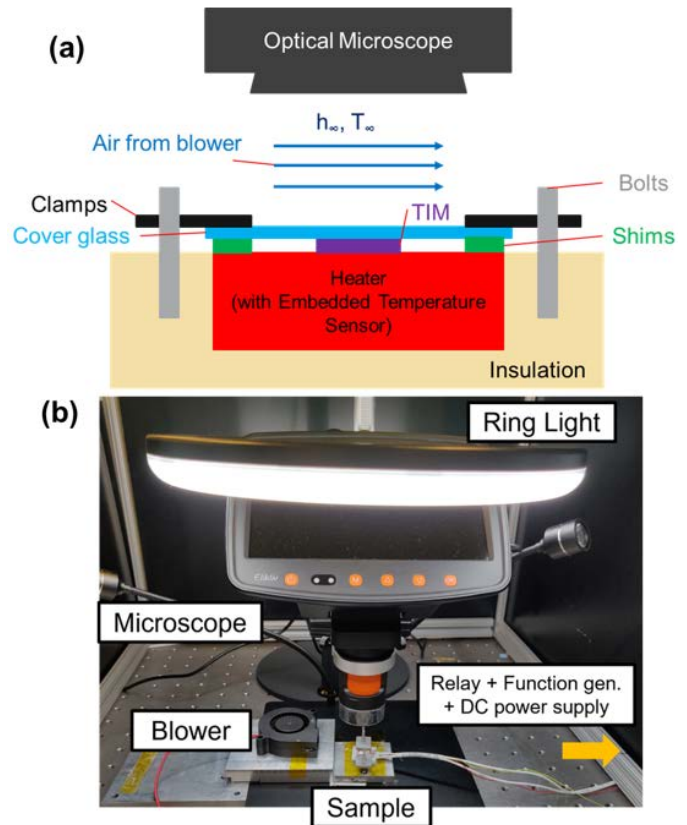 (a)
Optical Microscope
h∞, T∞
Air from blower
Bolts
Clamps
TIM
Cover glass
Shims
Heater
(with Embedded Temperature
Sensor)
Insulation
(b)
Ring Light
Microscope
Relay + Function gen.
+ DC power supply
Blower
Sample